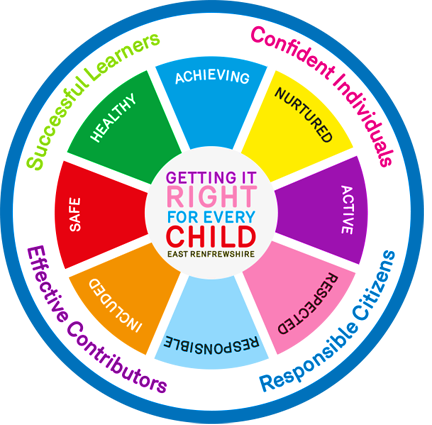 Successful Learners
Confident Individuals
Responsible Citizens
Effective Contributors
ACHIEVING
NURTURED
ACTIVE
RESPECTED
RESPONSIBLE
INCLUDED
SAFE
HEALTHY
GETTING IT
RIGHT
FOR EVERY
CHILD
EAST RENFREWSHIRE